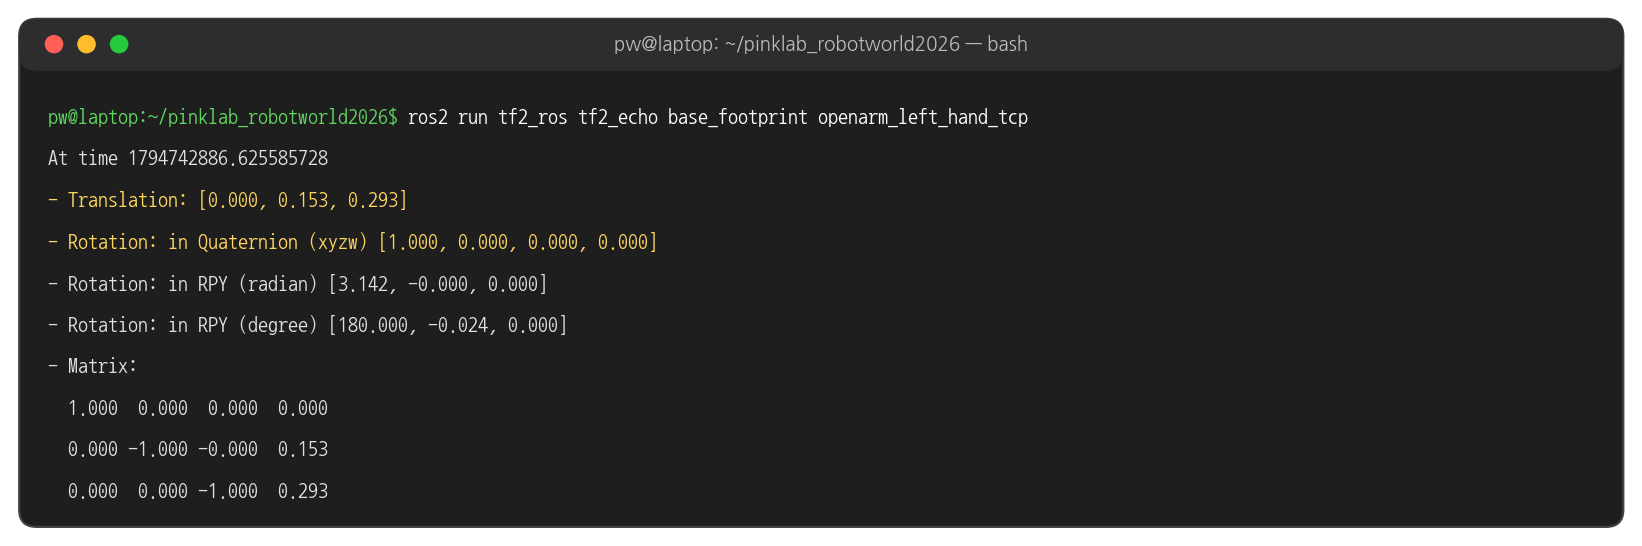 pw@laptop: ~/pinklab_robotworld2026 — bash
pw@laptop:~/pinklab_robotworld2026$ ros2 run tf2_ros tf2_echo base_footprint openarm_left_hand_tcp
At time 1794742886.625585728
- Translation: [0.000, 0.153, 0.293]
- Rotation: in Quaternion (xyzw) [1.000, 0.000, 0.000, 0.000]
- Rotation: in RPY (radian) [3.142, -0.000, 0.000]
- Rotation: in RPY (degree) [180.000, -0.024, 0.000]
- Matrix:
  1.000  0.000  0.000  0.000
  0.000 -1.000 -0.000  0.153
  0.000  0.000 -1.000  0.293